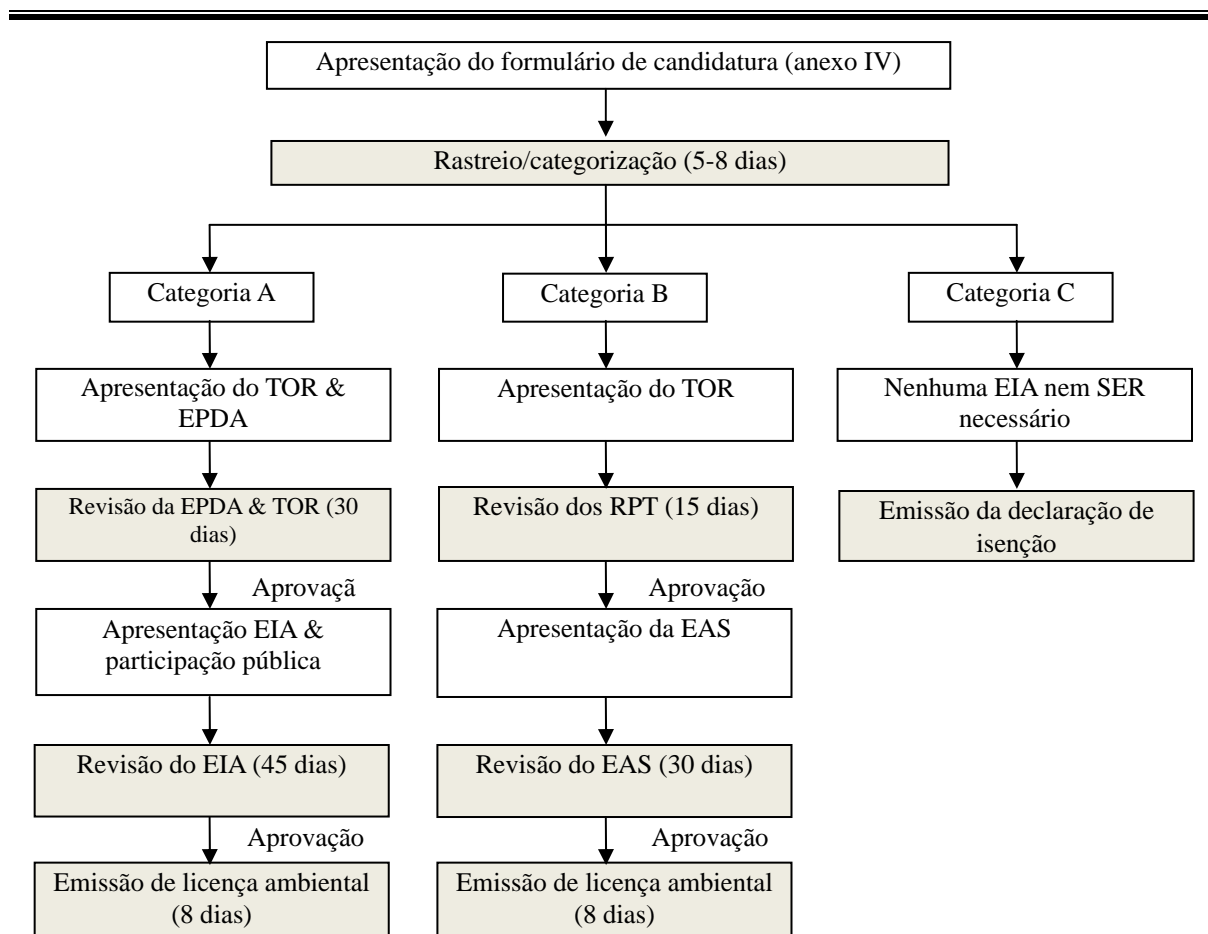 Apresentação do formulário de candidatura (anexo IV)
Rastreio/categorização (5-8 dias)
Categoria A
Categoria B
Categoria C
Apresentação do TOR &
EPDA
Apresentação do TOR
Nenhuma EIA nem SER
necessário
Revisão da EPDA & TOR (30
dias)
Revisão dos RPT (15 dias)
Emissão da declaração de
isenção
Aprovaçã
Aprovação
Apresentação EIA &
participação pública
Apresentação da EAS
Revisão do EIA (45 dias)
Revisão do EAS (30 dias)
Aprovação
Aprovação
Emissão de licença ambiental
(8 dias)
Emissão de licença ambiental
(8 dias)